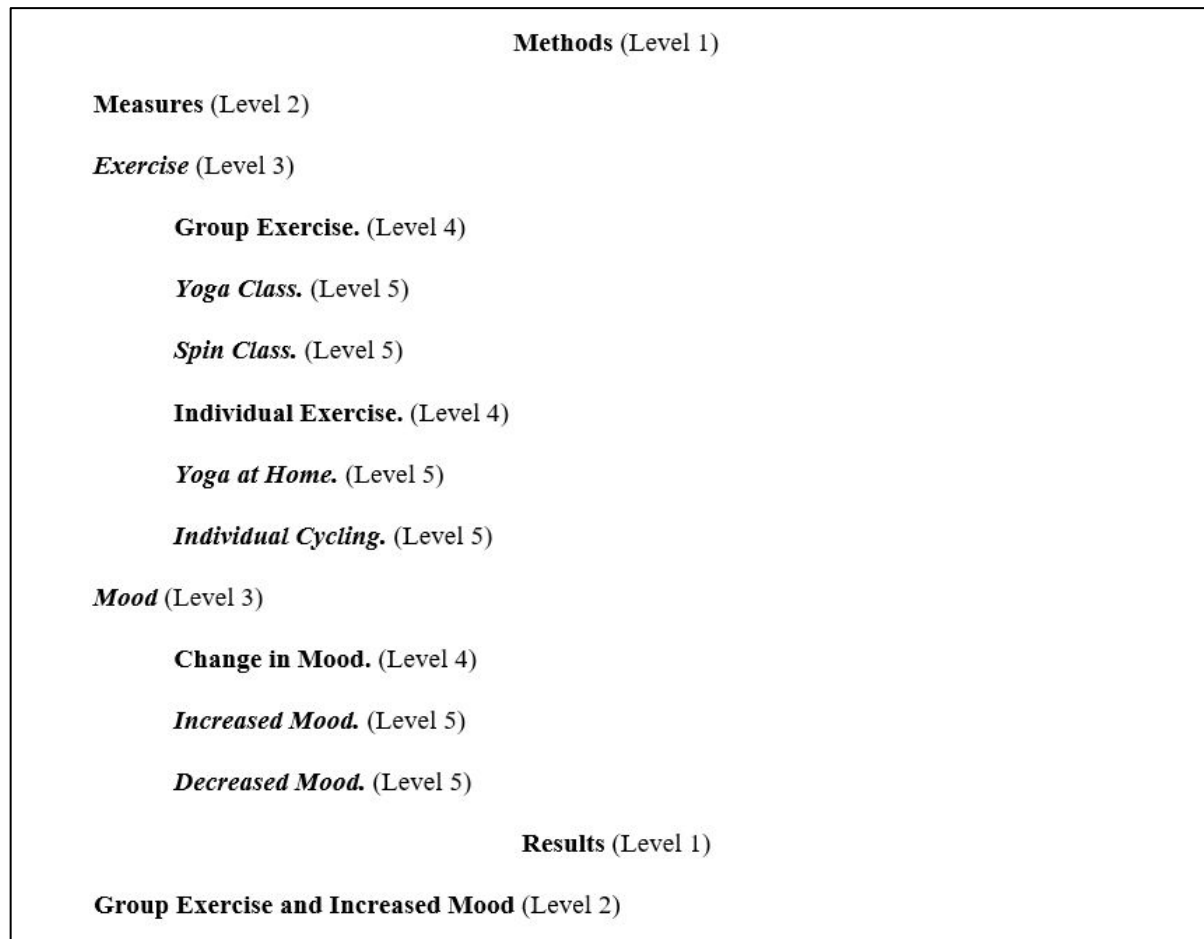 Methods (Level 1)
Measures (Level 2)
Exercise (Level 3)
Group Exercise. (Level 4)
Yoga Class. (Level 5)
Spin Class. (Level 5)
Individual Exercise. (Level 4)
Yoga at Home. (Level 5)
Individual Cycling. (Level 5)
Mood (Level 3)
Change in Mood. (Level 4)
Increased Mood. (Level 5)
Decreased Mood. (Level 5)
Results (Level 1)
Group Exercise and Increased Mood (Level 2)